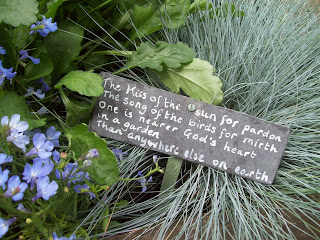 The Kiss of the sun for pardon
The Song of the birds for mirth
One is nearer God's heart
in a garden
Than anywhere else on earth